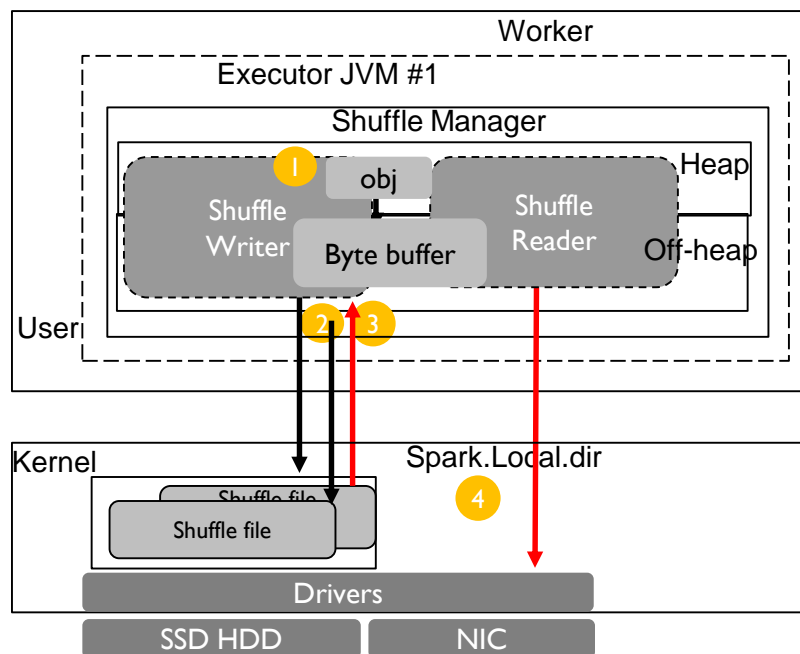 Worker
Executor JVM #1
Shuffle Manager
1
obj
Heap
Shuffle
Writer
Shuffle
Reader
Byte buffer
Off-heap
User
2
3
Kernel
Spark.Local.dir
4
Shuffle file
Shuffle file
Drivers
SSD HDD
NIC